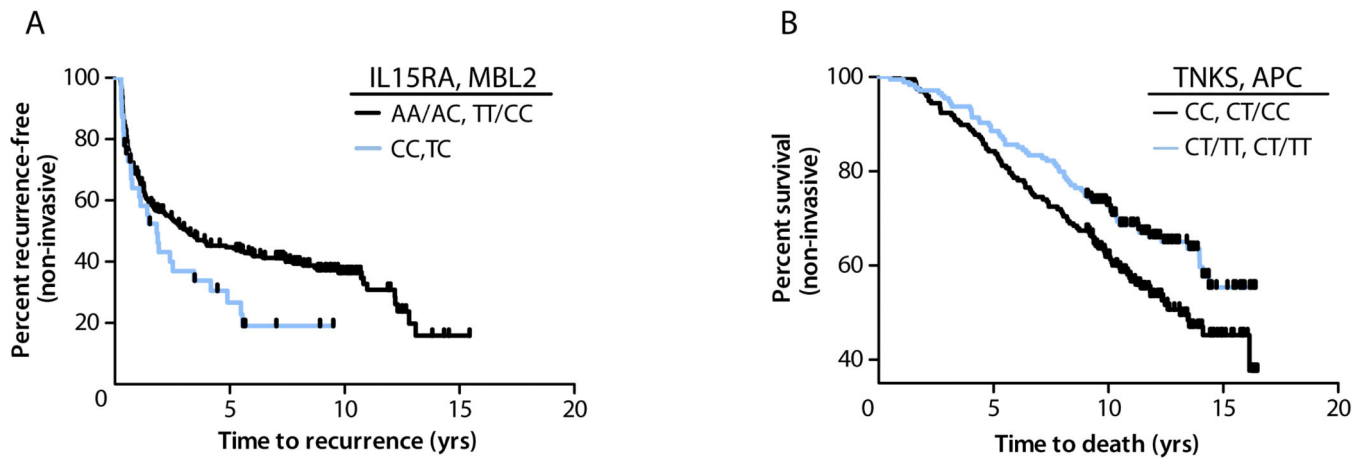 A
IL15RA, MBL2
AA/AC, TT/CC
CC,TC
Percent recurrence-free
(non-invasive)
100
80
60
40
20
0
5
10
15
20
Time to recurrence (yrs)
B
TNKS, APC
CC, CT/CC
CT/TT, CT/TT
Percent survival
(non-invasive)
100
80
60
40
0
5
10
15
20
Time to death (yrs)